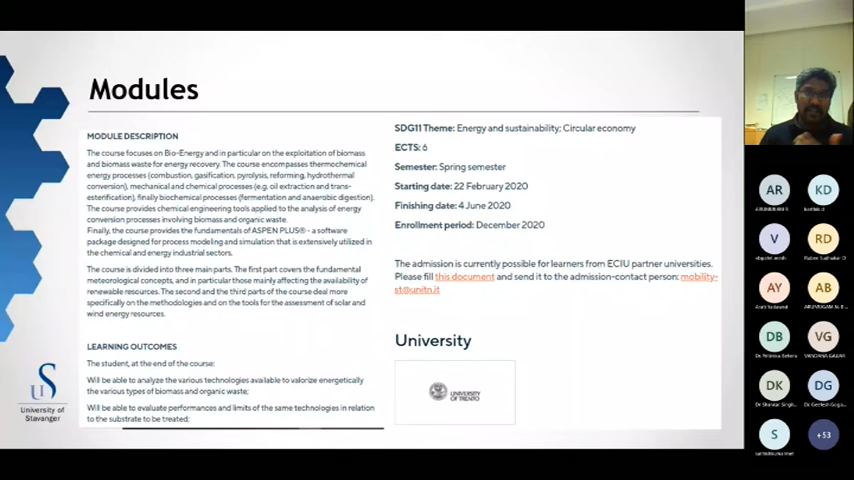 Modules
MODULE DESCRIPTION
The course focuses on Bio-Energy and in particular on the exploitation of biomass
and biomass waste for energy recovery. The course encompasses thermochemical
energy processes (combustion, gasification, pyrolysis, reforming, hydrothermal
conversion), mechanical and chemical processes (e.g. oil extraction and trans-
esterification), finally biochemical processes (fermentation and anaerobic digestion).
The course provides chemical engineering tools applied to the analysis of energy
conversion processes involving biomass and organic waste.
Finally, the course provides the fundamentals of ASPEN PLUS® - a software
package designed for process modeling and simulation that is extensively utilized in
the chemical and energy industrial sectors.
The course is divided into three main parts. The first part covers the fundamental
meteorological concepts, and in particular those mainly affecting the availability of
renewable resources. The second and the third parts of the course deal more
specifically on the methodologies and on the tools for the assessment of solar and
wind energy resources.
LEARNING OUTCOMES
The student, at the end of the course:
Will be able to analyze the various technologies available to valorize energetically
the various types of biomass and organic waste;
Will be able to evaluate performances and limits of the same technologies in relation
to the substrate to be treated;
SDG11 Theme: Energy and sustainability; Circular economy
ECTS: 6
Semester: Spring semester
Starting date: 22 February 2020
Finishing date: 4 June 2020
Enrollment period: December 2020
The admission is currently possible for learners from ECIU partner universities.
Please fill this document and send it to the admission-contact person: mobility-
st@unitn.it
University
UNIVERSITY
OF TRENTO
University of
Stavanger
AR
KD
V
RD
AY
AB
DB
VG
VANDANA
DK
DG
S
+53